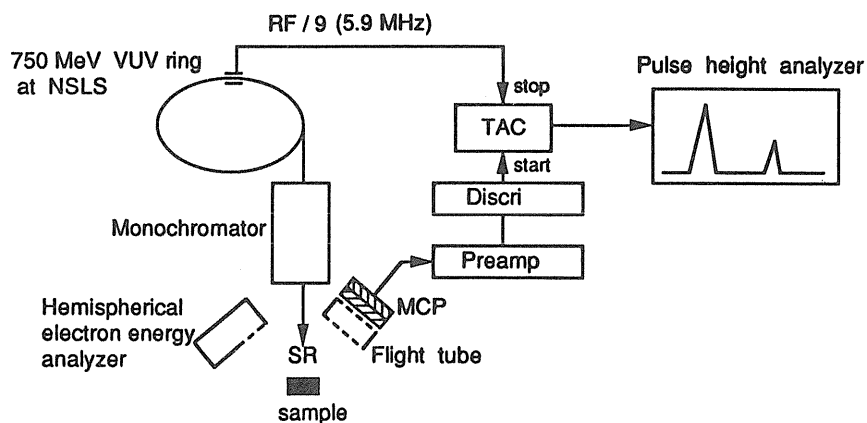 RF / 9 (5.9 MHz)
750 MeV VUV ring
at NSLS
Pulse height analyzer
stop
TAC
start
Discri
Monochromator
Preamp
MCP
Hemispherical
electron energy
analyzer
Flight tube
SR
sample